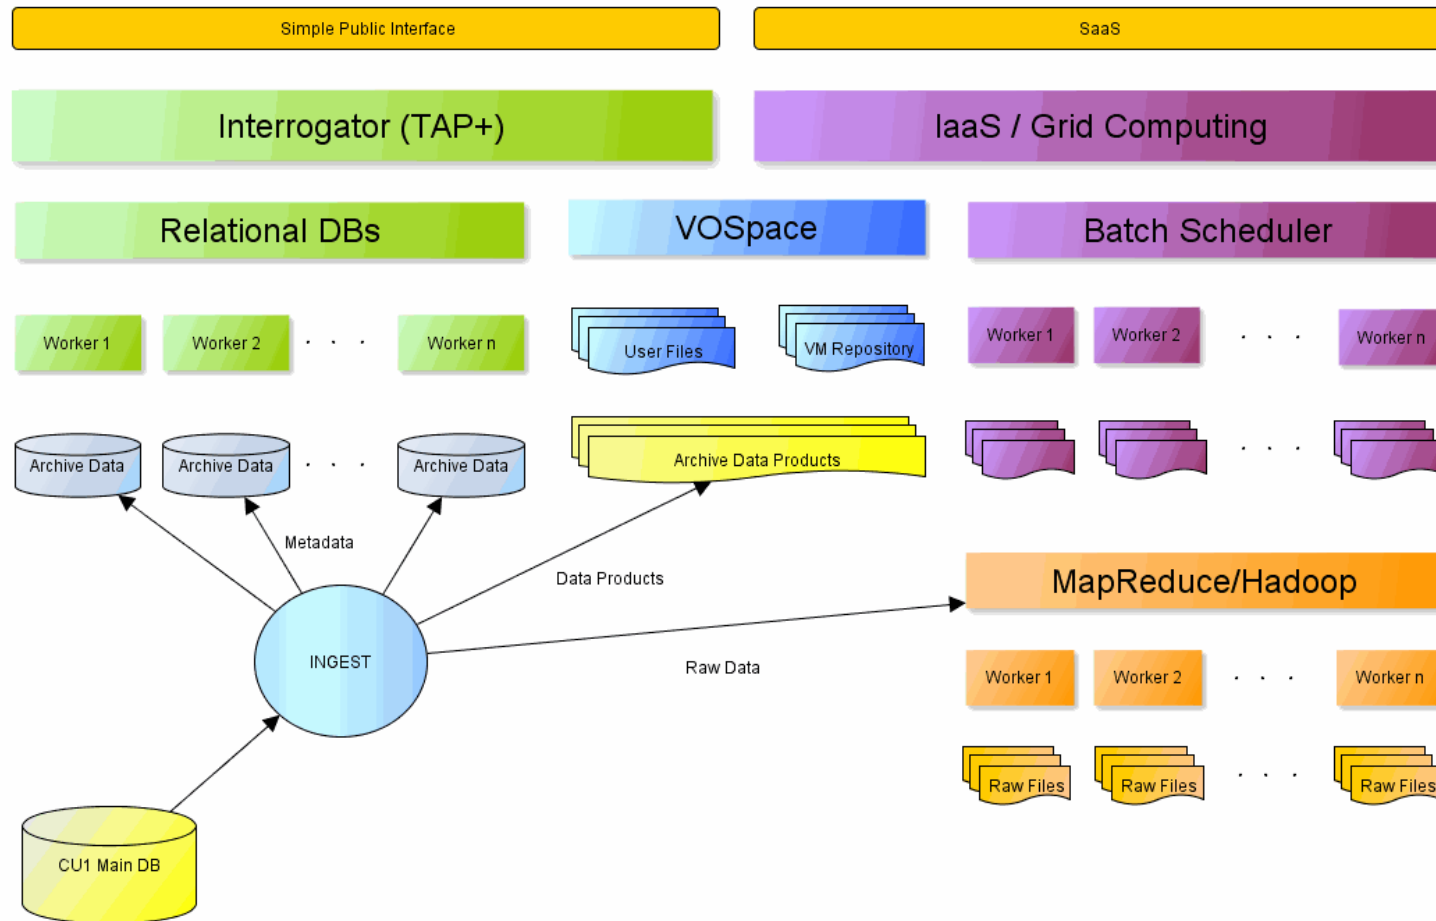 Simple Public Interface
SaaS
Interrogator (TAP+)
IaaS / Grid Computing
Relational DBs
VOSpace
Batch Scheduler
Worker 1
Worker 2
. . .
Worker n
User Files
VM Repository
Worker 1
Worker 2
. . .
Worker n
Archive Data
Archive Data
. . .
Archive Data
Archive Data Products
. . .
Metadata
Data Products
MapReduce/Hadoop
INGEST
Raw Data
Worker 1
Worker 2
. . .
Worker n
Raw Files
Raw Files
. . .
Raw Files
CU1 Main DB